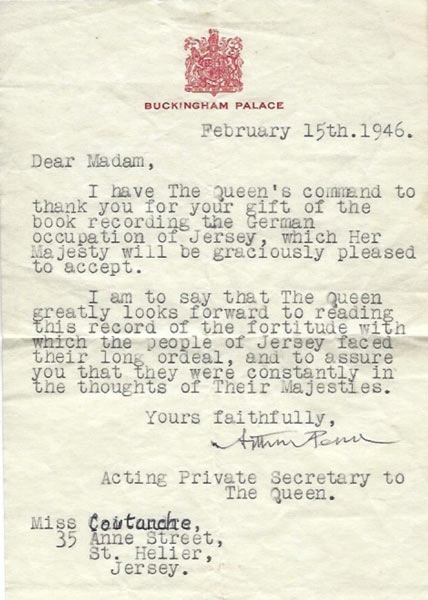 BUCKINGHAM PALACE
February 15th.1946.
Dear Madam,
I have The Queen's command to
thank you for your gift of the
book recording the German
occupation of Jersey, which Her
Majesty will be graciously pleased
to accept.
I am to say that The Queen
greatly looks forward to reading
this record of the fortitude with
which the people of Jersey faced
their long ordeal, and to assure
you that they were constantly in
the thoughts of Their Majesties.
Yours faithfully,
Arthur Penn
Acting Private Secretary to
The Queen.
Miss Coutanche,
35 Anne Street,
St. Helier,
Jersey.